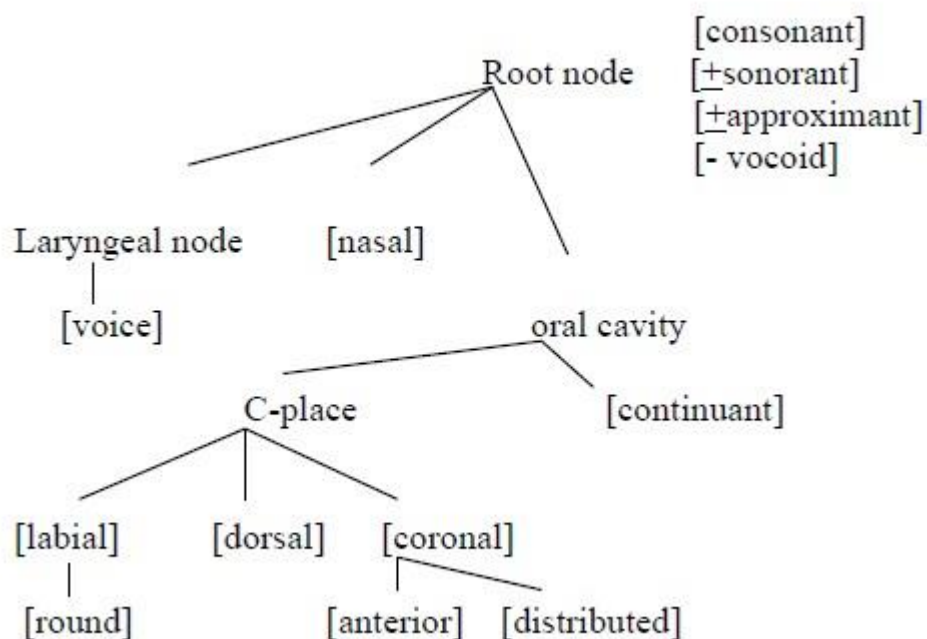 [consonant]
Root node [±sonorant]
[±approximant]
[- vocoid]
Laryngeal node [nasal]
[voice] oral cavity
C-place [continuant]
[labial] [dorsal] [coronal]
[round] [anterior] [distributed]